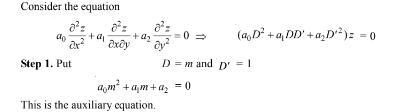 Consider the equation
a₀ ∂²z/∂x² + a₁ ∂²z/∂x∂y + a₂ ∂²z/∂y² = 0 ⇒ (a₀D² + a₁DD' + a₂D'²) z = 0
Step 1. Put D = m and D' = 1
a₀m² + a₁m + a₂ = 0
This is the auxiliary equation.